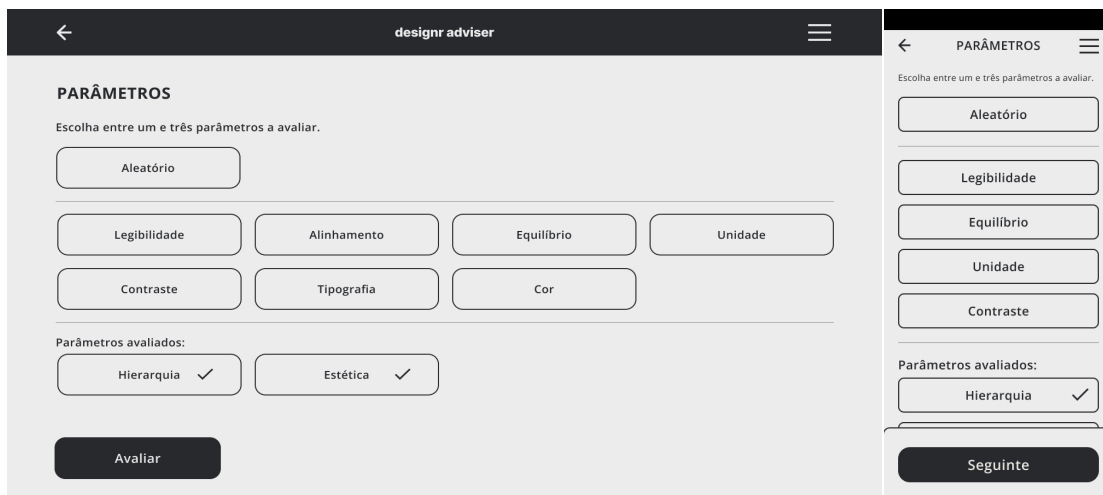 designr adviser
PARÂMETROS
Escolha entre um e três parâmetros a avaliar.
Aleatório
Legibilidade
Alinhamento
Equilíbrio
Unidade
Contraste
Tipografia
Cor
Parâmetros avaliados:
Hierarquia
Estética
Avaliar
PARÂMETROS
Escolha entre um e três parâmetros a avaliar.
Aleatório
Legibilidade
Equilíbrio
Unidade
Contraste
Parâmetros avaliados:
Hierarquia
Seguinte